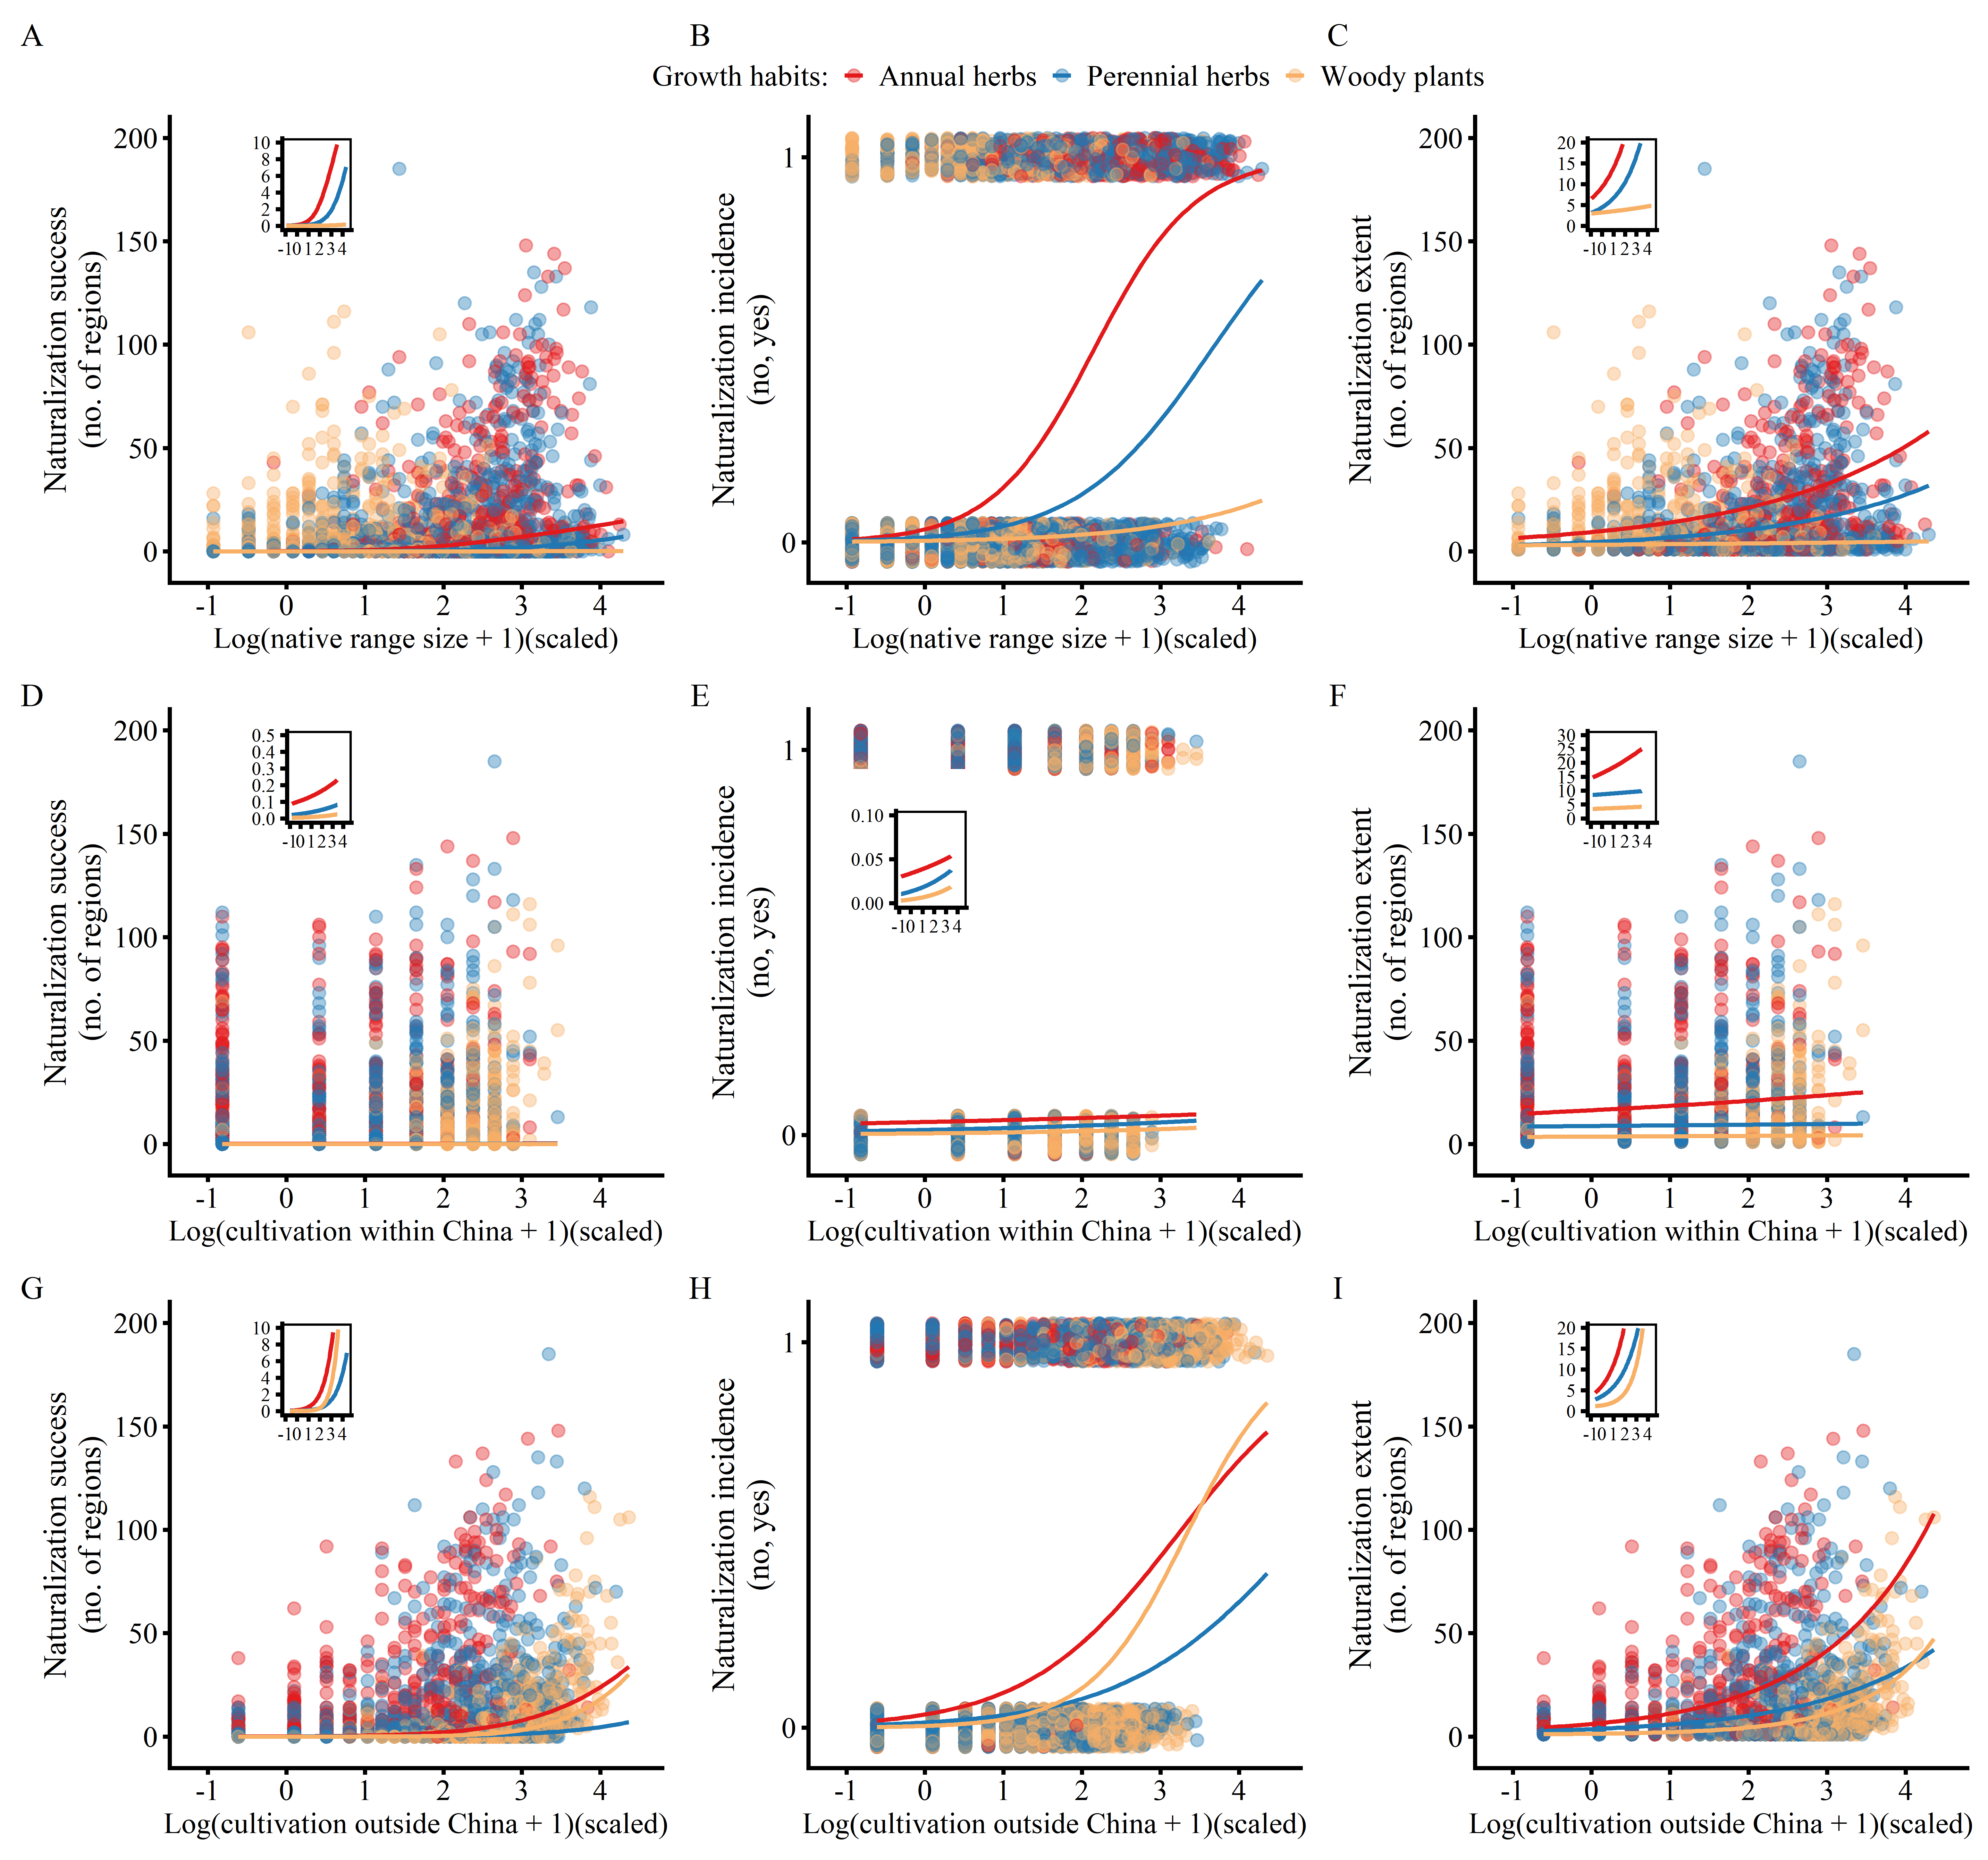 A
B
C
Growth habits: Annual herbs Perennial herbs Woody plants
Naturalization success
(no. of regions)
200
150
100
50
0
10
8
6
4
2
0
-1 0 1 2 3 4
-1 0 1 2 3 4
Log(native range size + 1)(scaled)
Naturalization incidence
(no, yes)
1
0
-1 0 1 2 3 4
Log(native range size + 1)(scaled)
Naturalization extent
(no. of regions)
200
150
100
50
0
20
15
10
5
0
-1 0 1 2 3 4
-1 0 1 2 3 4
Log(native range size + 1)(scaled)
D
Naturalization success
(no. of regions)
200
150
100
50
0
0.5
0.4
0.3
0.2
0.1
0.0
-1 0 1 2 3 4
-1 0 1 2 3 4
Log(cultivation within China + 1)(scaled)
E
Naturalization incidence
(no, yes)
1
0
0.10
0.05
0.00
-1 0 1 2 3 4
-1 0 1 2 3 4
Log(cultivation within China + 1)(scaled)
F
Naturalization extent
(no. of regions)
200
150
100
50
0
30
25
20
15
10
5
0
-1 0 1 2 3 4
-1 0 1 2 3 4
Log(cultivation within China + 1)(scaled)
G
Naturalization success
(no. of regions)
200
150
100
50
0
10
8
6
4
2
0
-1 0 1 2 3 4
-1 0 1 2 3 4
Log(cultivation outside China + 1)(scaled)
H
Naturalization incidence
(no, yes)
1
0
-1 0 1 2 3 4
Log(cultivation outside China + 1)(scaled)
I
Naturalization extent
(no. of regions)
200
150
100
50
0
20
15
10
5
0
-1 0 1 2 3 4
-1 0 1 2 3 4
Log(cultivation outside China + 1)(scaled)